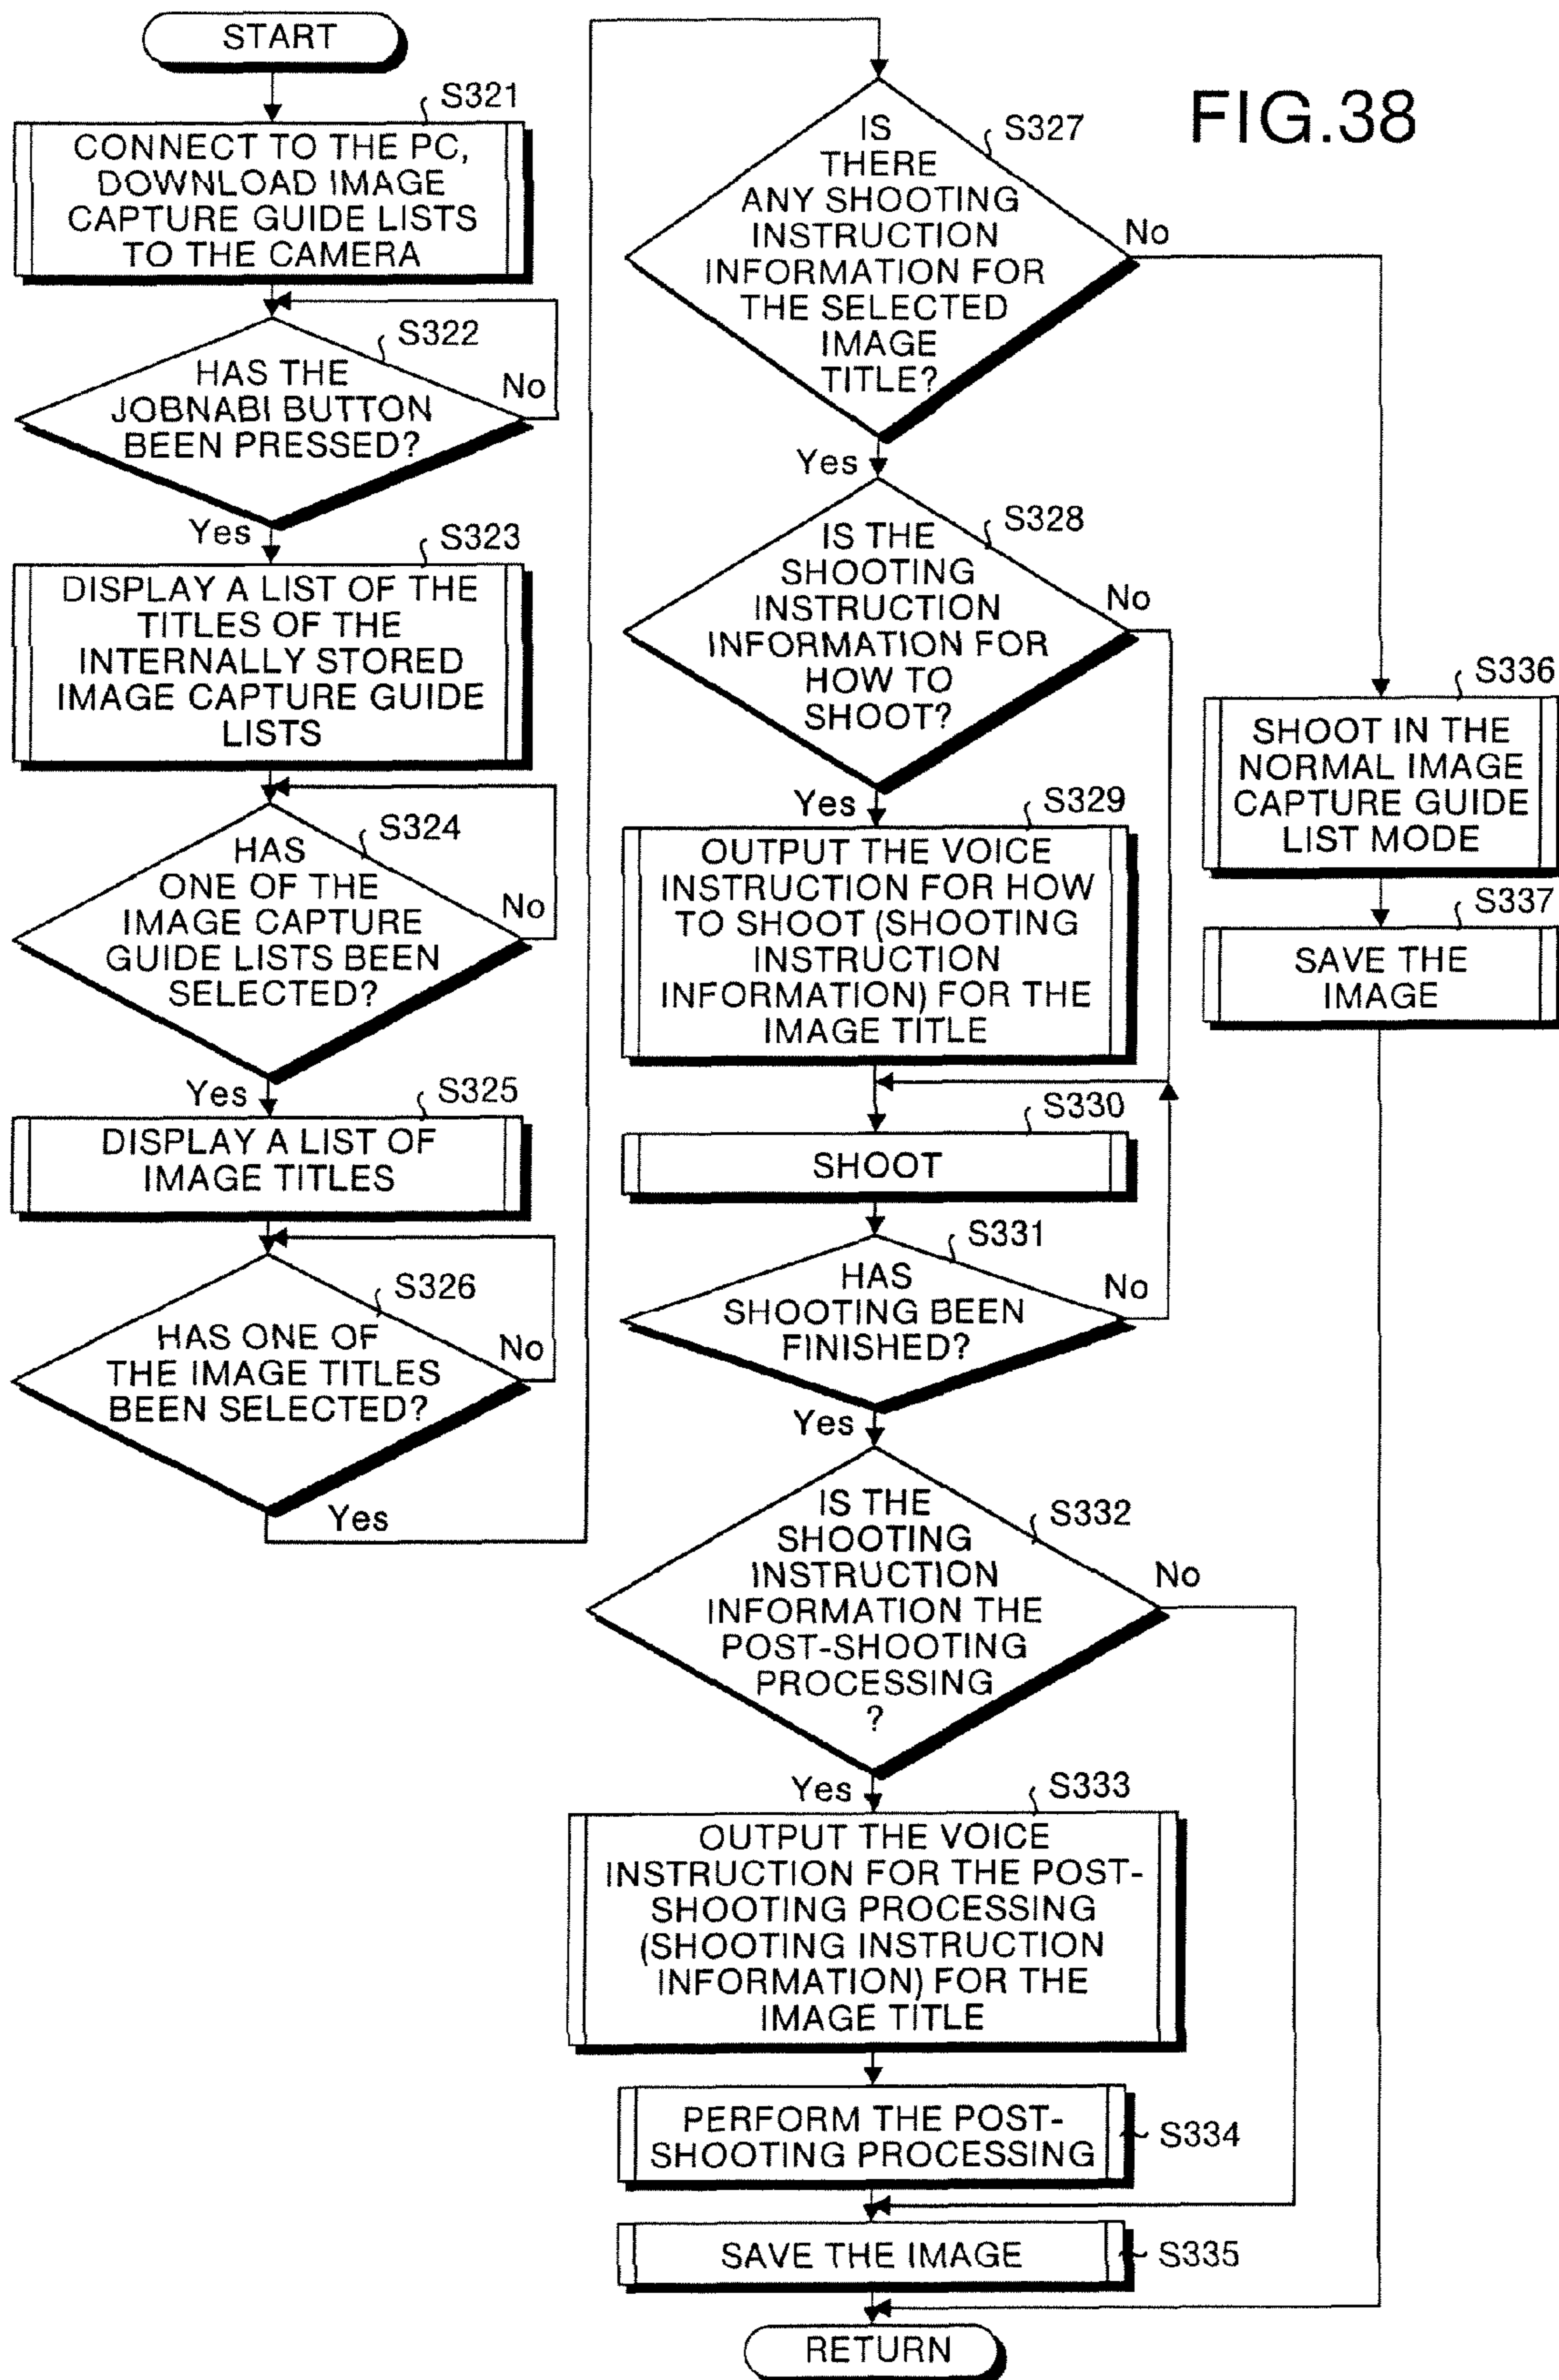 FIG.38
START
S321
CONNECT TO THE PC,
DOWNLOAD IMAGE
CAPTURE GUIDE LISTS
TO THE CAMERA
S322
HAS THE
JOBNABI BUTTON
BEEN PRESSED?
No
Yes
S323
DISPLAY A LIST OF THE
TITLES OF THE
INTERNALLY STORED
IMAGE CAPTURE GUIDE
LISTS
S324
HAS
ONE OF THE
IMAGE CAPTURE
GUIDE LISTS BEEN
SELECTED?
No
Yes
S325
DISPLAY A LIST OF
IMAGE TITLES
S326
HAS ONE OF
THE IMAGE TITLES
BEEN SELECTED?
No
Yes
S327
IS
THERE
ANY SHOOTING
INSTRUCTION
INFORMATION FOR
THE SELECTED
IMAGE
TITLE?
No
Yes
S328
IS THE
SHOOTING
INSTRUCTION
INFORMATION FOR
HOW TO
SHOOT?
No
Yes
S329
OUTPUT THE VOICE
INSTRUCTION FOR HOW
TO SHOOT (SHOOTING
INSTRUCTION
INFORMATION) FOR THE
IMAGE TITLE
S330
SHOOT
S331
HAS
SHOOTING BEEN
FINISHED?
No
Yes
S332
IS THE
SHOOTING
INSTRUCTION
INFORMATION THE
POST-SHOOTING
PROCESSING
?
No
Yes
S333
OUTPUT THE VOICE
INSTRUCTION FOR THE POST-
SHOOTING PROCESSING
(SHOOTING INSTRUCTION
INFORMATION) FOR THE
IMAGE TITLE
PERFORM THE POST-
SHOOTING PROCESSING
S334
SAVE THE IMAGE
S335
RETURN
S336
SHOOT IN THE
NORMAL IMAGE
CAPTURE GUIDE
LIST MODE
S337
SAVE THE
IMAGE